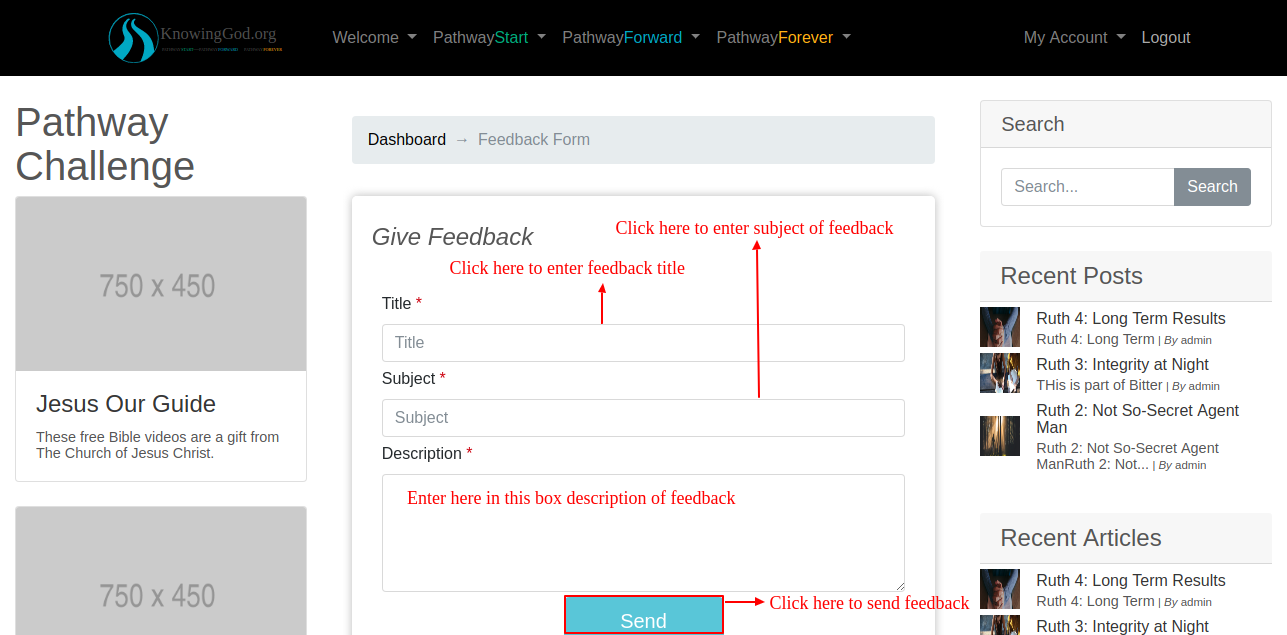 KnowingGod.org
Welcome PathwayStart PathwayForward PathwayForever My Account Logout
Pathway
Challenge
750 x 450
Jesus Our Guide
These free Bible videos are a gift from
The Church of Jesus Christ.
750 x 450
Dashboard → Feedback Form
Give Feedback
Click here to enter subject of feedback
Click here to enter feedback title
Title *
Title
Subject *
Subject
Description *
Enter here in this box description of feedback
Send
Click here to send feedback
Search
Search...
Search
Recent Posts
Ruth 4: Long Term Results
Ruth 4: Long Term | By admin
Ruth 3: Integrity at Night
THis is part of Bitter | By admin
Ruth 2: Not So-Secret Agent
Man
Ruth 2: Not So-Secret Agent
ManRuth 2: Not... | By admin
Recent Articles
Ruth 4: Long Term Results
Ruth 4: Long Term | By admin
Ruth 3: Integrity at Night